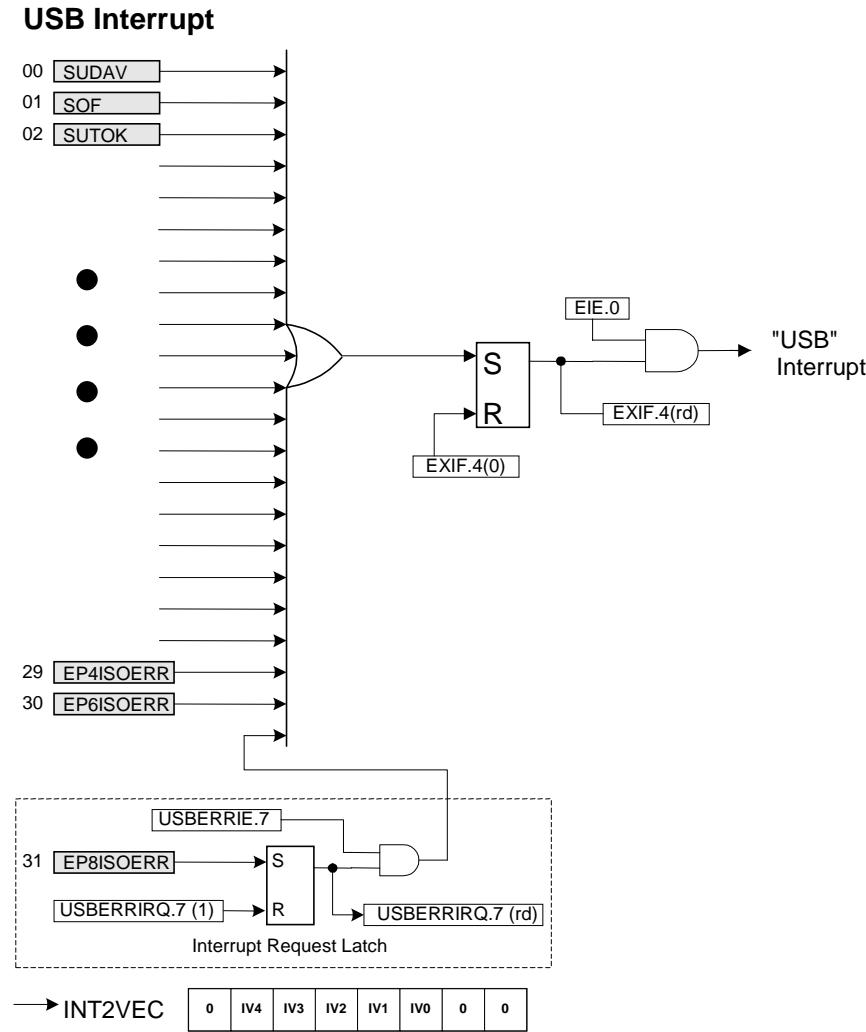 USB Interrupt
00 SUDAV
01 SOF
02 SUTOK
EIE.0
"USB"
Interrupt
S
R
EXIF.4(rd)
EXIF.4(0)
29 EP4ISOERR
30 EP6ISOERR
USBERRIE.7
31 EP8ISOERR
S
USBERRIRQ.7 (1)
R
USBERRIRQ.7 (rd)
Interrupt Request Latch
INT2VEC 0 IV4 IV3 IV2 IV1 IV0 0 0